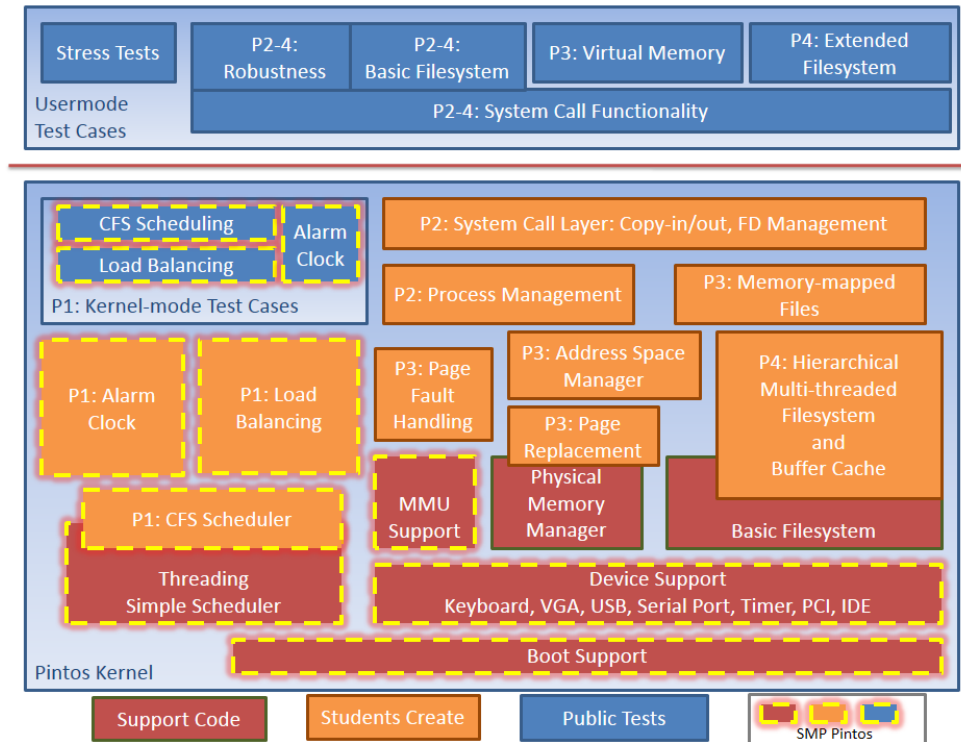 Stress Tests
P2-4:
Robustness
P2-4:
Basic Filesystem
P3: Virtual Memory
P4: Extended
Filesystem
P2-4: System Call Functionality
Usermode
Test Cases
CFS Scheduling
Load Balancing
Alarm
Clock
P1: Kernel-mode Test Cases
P2: System Call Layer: Copy-in/out, FD Management
P2: Process Management
P3: Memory-mapped
Files
P1: Alarm
Clock
P1: Load
Balancing
P3: Page
Fault
Handling
P3: Address Space
Manager
P3: Page
Replacement
P4: Hierarchical
Multi-threaded
Filesystem
and
Buffer Cache
P1: CFS Scheduler
Threading
Simple Scheduler
MMU
Support
Physical
Memory
Manager
Basic Filesystem
Device Support
Keyboard, VGA, USB, Serial Port, Timer, PCI, IDE
Boot Support
Pintos Kernel
Support Code
Students Create
Public Tests
SMP Pintos